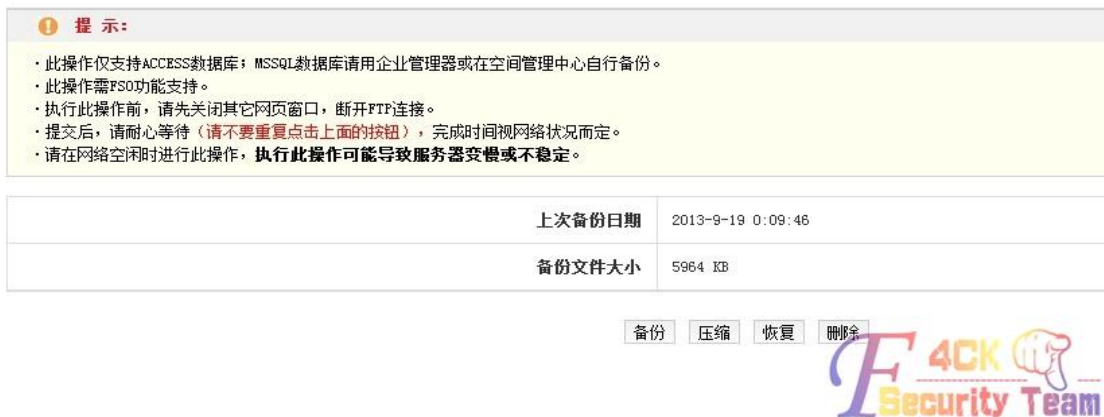 提 示:
· 此操作仅支持ACCESS数据库；MSSQL数据库请用企业管理器或在空间管理中心自行备份。
· 此操作需FSO功能支持。
· 执行此操作前，请先关闭其它网页窗口，断开FTP连接。
· 提交后，请耐心等待（请不要重复点击上面的按钮），完成时间视网络状况而定。
· 请在网络空闲时进行此操作，执行此操作可能导致服务器变慢或不稳定。
上次备份日期 2013-9-19 0:09:46
备份文件大小 5964 KB
备份 压缩 恢复 删除
F4CK
Security Team